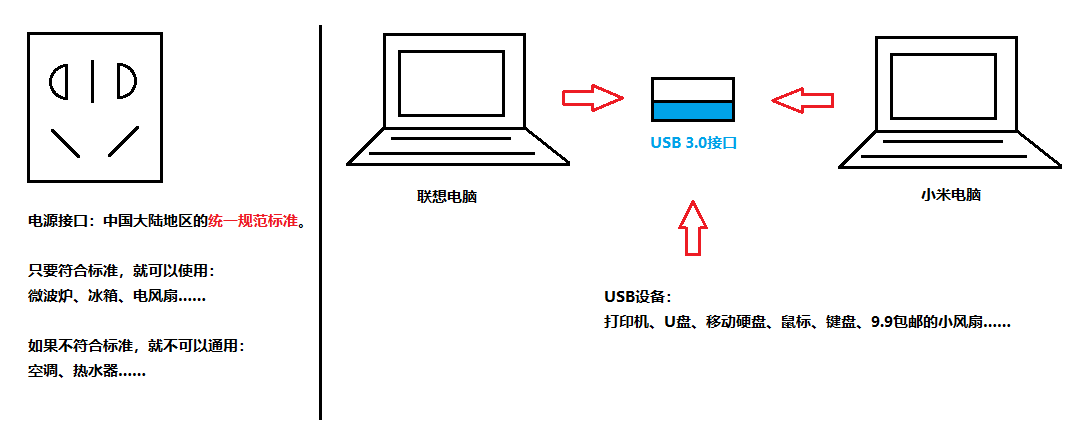 电源接口：中国大陆地区的统一规范标准。
只要符合标准，就可以使用：
微波炉、冰箱、电风扇……
如果不符合标准，就不可以通用：
空调、热水器……
联想电脑
USB 3.0接口
小米电脑
USB设备：
打印机、U盘、移动硬盘、鼠标、键盘、9.9包邮的小风扇……